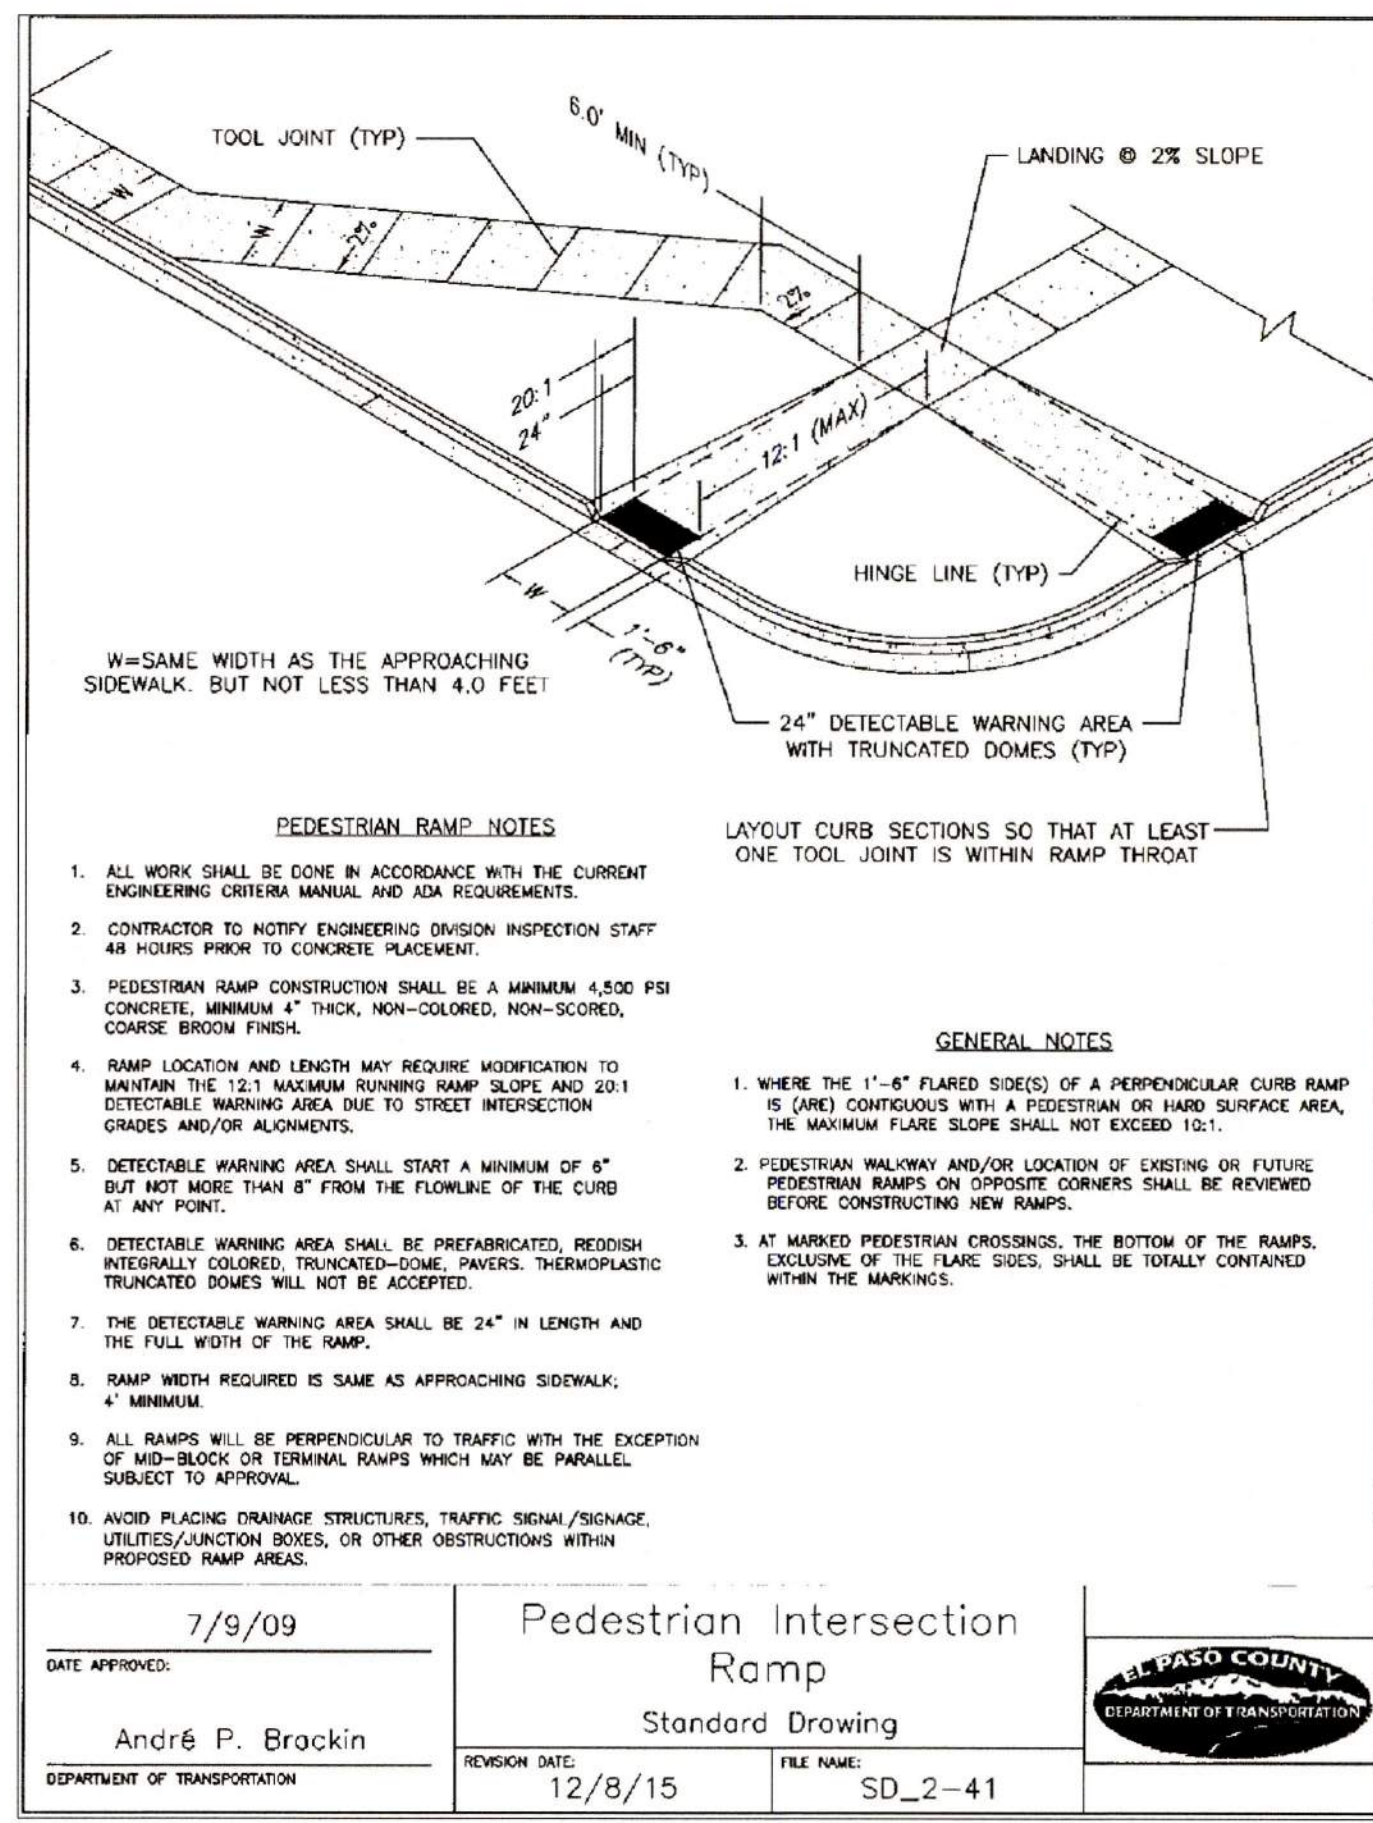 6.0' MIN (TYP)
TOOL JOINT (TYP)
LANDING @ 2% SLOPE
W
W
2%
2%
20:1
24"
12:1 (MAX)
HINGE LINE (TYP)
W
1'-6"
(TYP)
W=SAME WIDTH AS THE APPROACHING
SIDEWALK. BUT NOT LESS THAN 4.0 FEET
24" DETECTABLE WARNING AREA
WITH TRUNCATED DOMES (TYP)
LAYOUT CURB SECTIONS SO THAT AT LEAST
ONE TOOL JOINT IS WITHIN RAMP THROAT
PEDESTRIAN RAMP NOTES
1. ALL WORK SHALL BE DONE IN ACCORDANCE WITH THE CURRENT
ENGINEERING CRITERIA MANUAL AND ADA REQUIREMENTS.
2. CONTRACTOR TO NOTIFY ENGINEERING DIVISION INSPECTION STAFF
48 HOURS PRIOR TO CONCRETE PLACEMENT.
3. PEDESTRIAN RAMP CONSTRUCTION SHALL BE A MINIMUM 4,500 PSI
CONCRETE, MINIMUM 4" THICK, NON-COLORED, NON-SCORED,
COARSE BROOM FINISH.
4. RAMP LOCATION AND LENGTH MAY REQUIRE MODIFICATION TO
MAINTAIN THE 12:1 MAXIMUM RUNNING RAMP SLOPE AND 20:1
DETECTABLE WARNING AREA DUE TO STREET INTERSECTION
GRADES AND/OR ALIGNMENTS.
5. DETECTABLE WARNING AREA SHALL START A MINIMUM OF 6"
BUT NOT MORE THAN 8" FROM THE FLOWLINE OF THE CURB
AT ANY POINT.
6. DETECTABLE WARNING AREA SHALL BE PREFABRICATED, REDDISH
INTEGRALLY COLORED, TRUNCATED-DOME, PAVERS. THERMOPLASTIC
TRUNCATED DOMES WILL NOT BE ACCEPTED.
7. THE DETECTABLE WARNING AREA SHALL BE 24" IN LENGTH AND
THE FULL WIDTH OF THE RAMP.
8. RAMP WIDTH REQUIRED IS SAME AS APPROACHING SIDEWALK;
4' MINIMUM.
9. ALL RAMPS WILL BE PERPENDICULAR TO TRAFFIC WITH THE EXCEPTION
OF MID-BLOCK OR TERMINAL RAMPS WHICH MAY BE PARALLEL
SUBJECT TO APPROVAL.
10. AVOID PLACING DRAINAGE STRUCTURES, TRAFFIC SIGNAL/SIGNAGE,
UTILITIES/JUNCTION BOXES, OR OTHER OBSTRUCTIONS WITHIN
PROPOSED RAMP AREAS.
GENERAL NOTES
1. WHERE THE 1'-6" FLARED SIDE(S) OF A PERPENDICULAR CURB RAMP
IS (ARE) CONTIGUOUS WITH A PEDESTRIAN OR HARD SURFACE AREA,
THE MAXIMUM FLARE SLOPE SHALL NOT EXCEED 10:1.
2. PEDESTRIAN WALKWAY AND/OR LOCATION OF EXISTING OR FUTURE
PEDESTRIAN RAMPS ON OPPOSITE CORNERS SHALL BE REVIEWED
BEFORE CONSTRUCTING NEW RAMPS.
3. AT MARKED PEDESTRIAN CROSSINGS, THE BOTTOM OF THE RAMPS,
EXCLUSIVE OF THE FLARE SIDES, SHALL BE TOTALLY CONTAINED
WITHIN THE MARKINGS.
7/9/09
DATE APPROVED:
André P. Brackin
DEPARTMENT OF TRANSPORTATION
Pedestrian Intersection
Ramp
Standard Drawing
REVISION DATE:
12/8/15
FILE NAME:
SD_2-41
EL PASO COUNTY
DEPARTMENT OF TRANSPORTATION